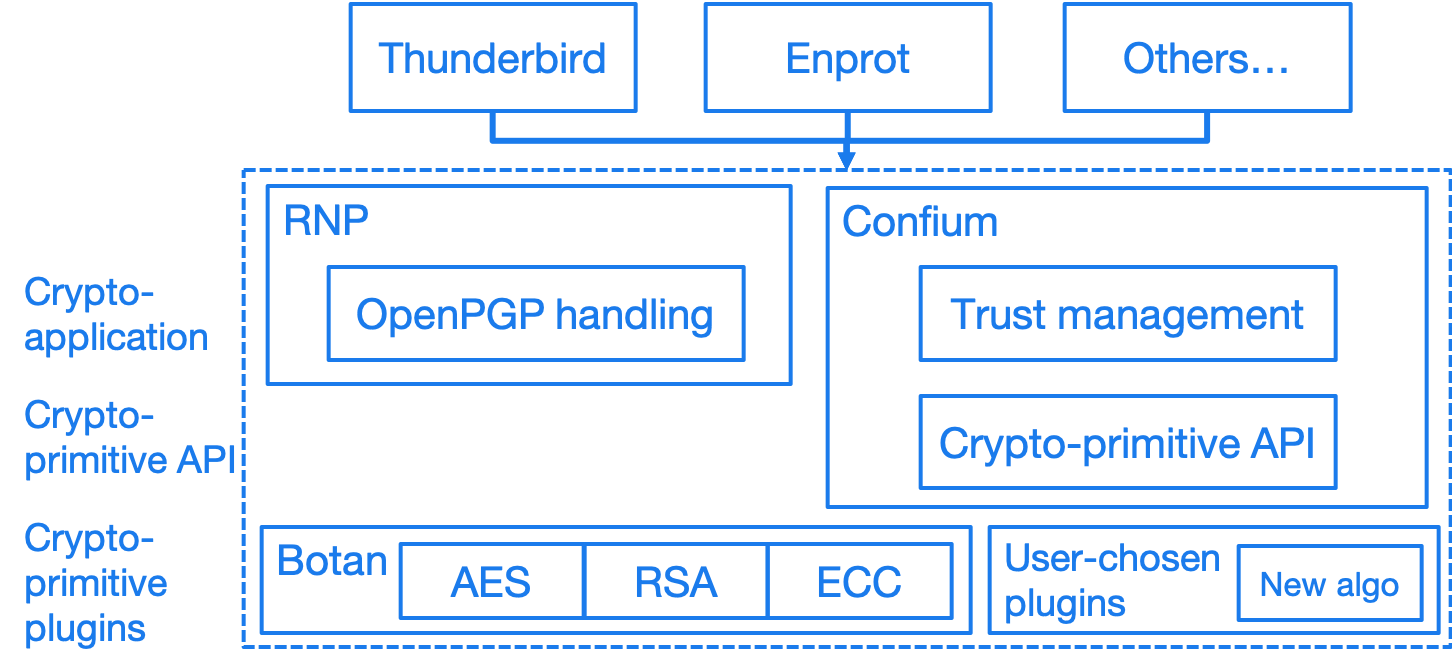 Thunderbird
Enprot
Others…
RNP
Confium
Crypto-
application
OpenPGP handling
Trust management
Crypto-
primitive API
Crypto-primitive API
Crypto-
primitive
plugins
Botan
AES
RSA
ECC
User-chosen
plugins
New algo